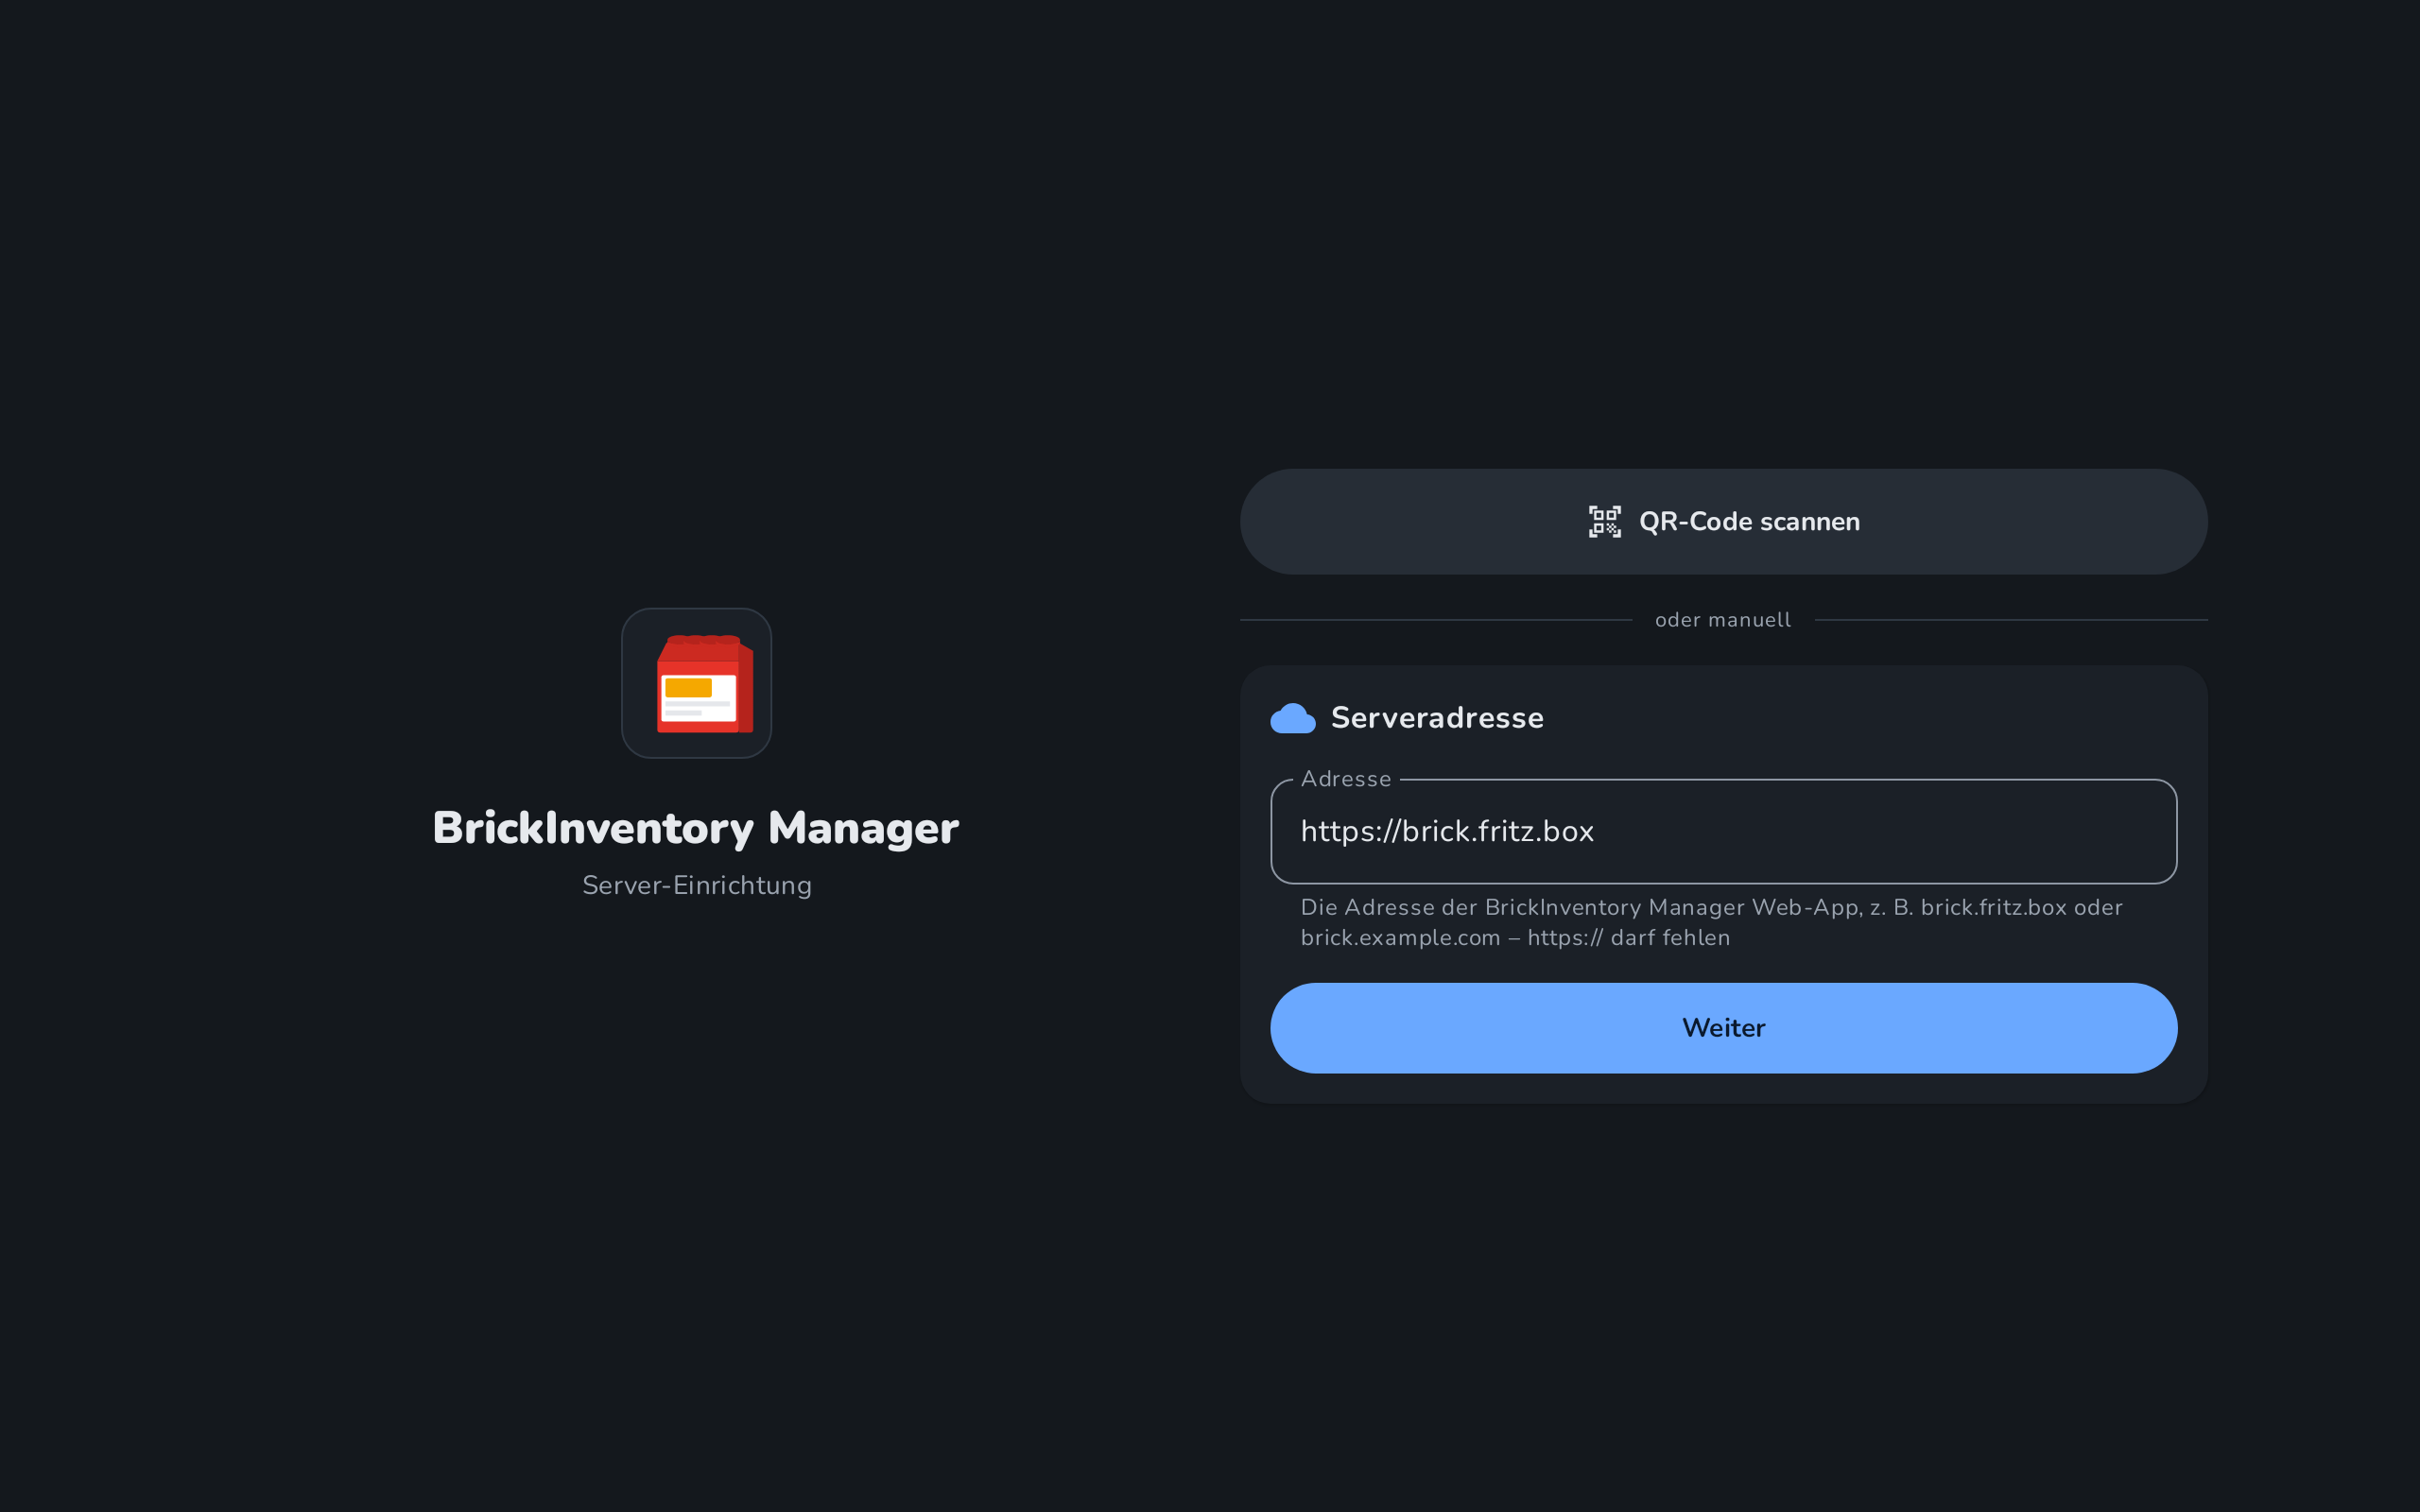 BrickInventory Manager
Server-Einrichtung
QR-Code scannen
oder manuell
Serveradresse
Adresse
https://brick.fritz.box
Die Adresse der BrickInventory Manager Web-App, z. B. brick.fritz.box oder
brick.example.com – https:// darf fehlen
Weiter